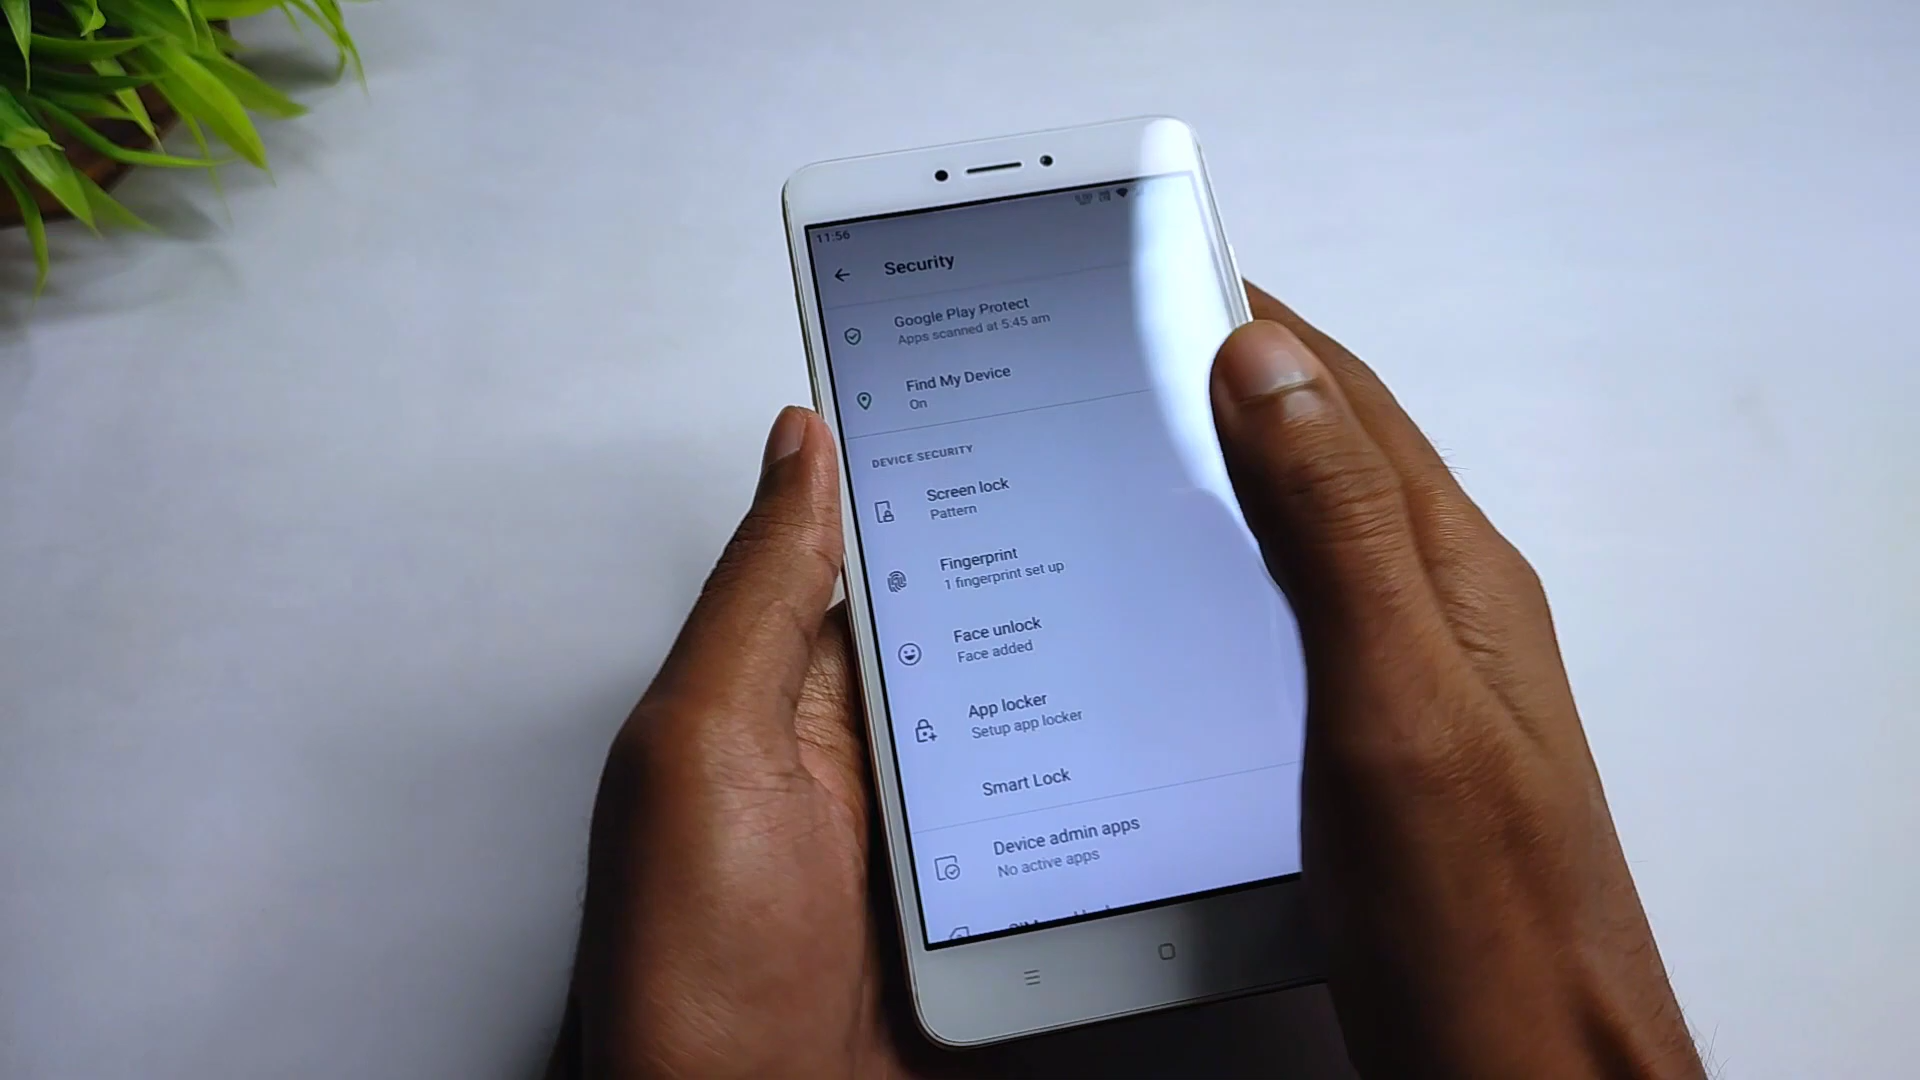 11:56
Security
Google Play Protect
Apps scanned at 5:45 am
Find My Device
On
DEVICE SECURITY
Screen lock
Pattern
Fingerprint
1 fingerprint set up
Face unlock
Face added
App locker
Setup app locker
Smart Lock
Device admin apps
No active apps